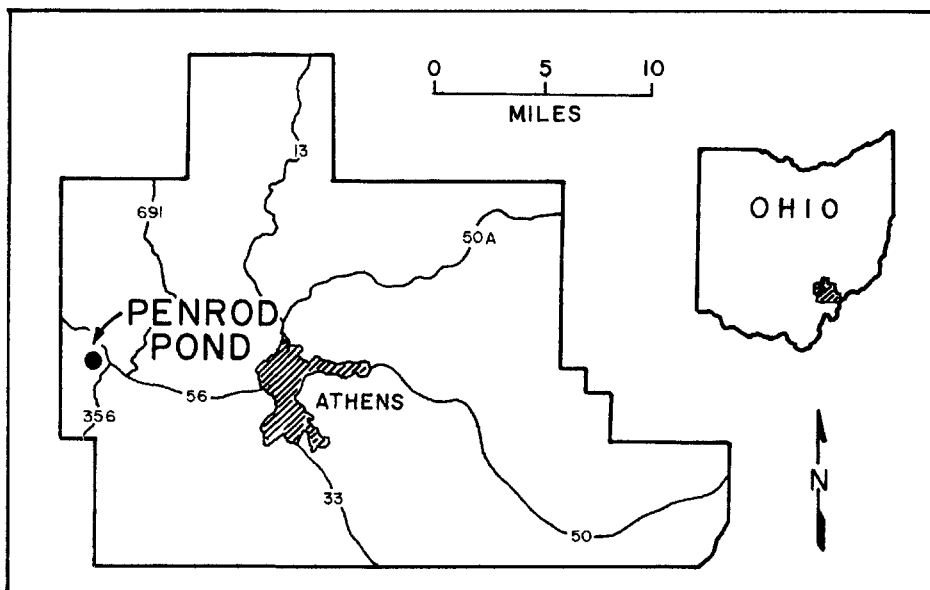 0 5 10
MILES
13
691
50A
OHIO
PENROD
POND
56
ATHENS
356
33
50
N